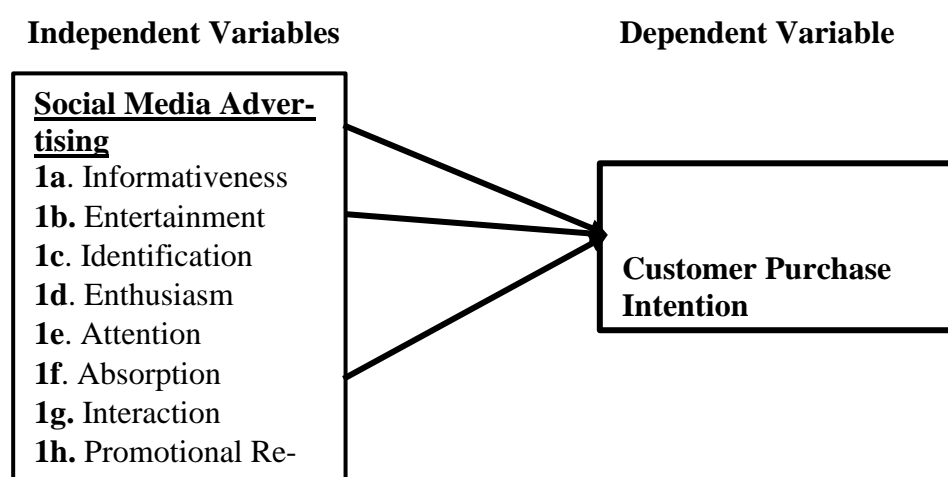 Independent Variables
Dependent Variable
Social Media Adver-
tising
1a. Informativeness
1b. Entertainment
1c. Identification
1d. Enthusiasm
1e. Attention
1f. Absorption
1g. Interaction
1h. Promotional Re-
Customer Purchase
Intention